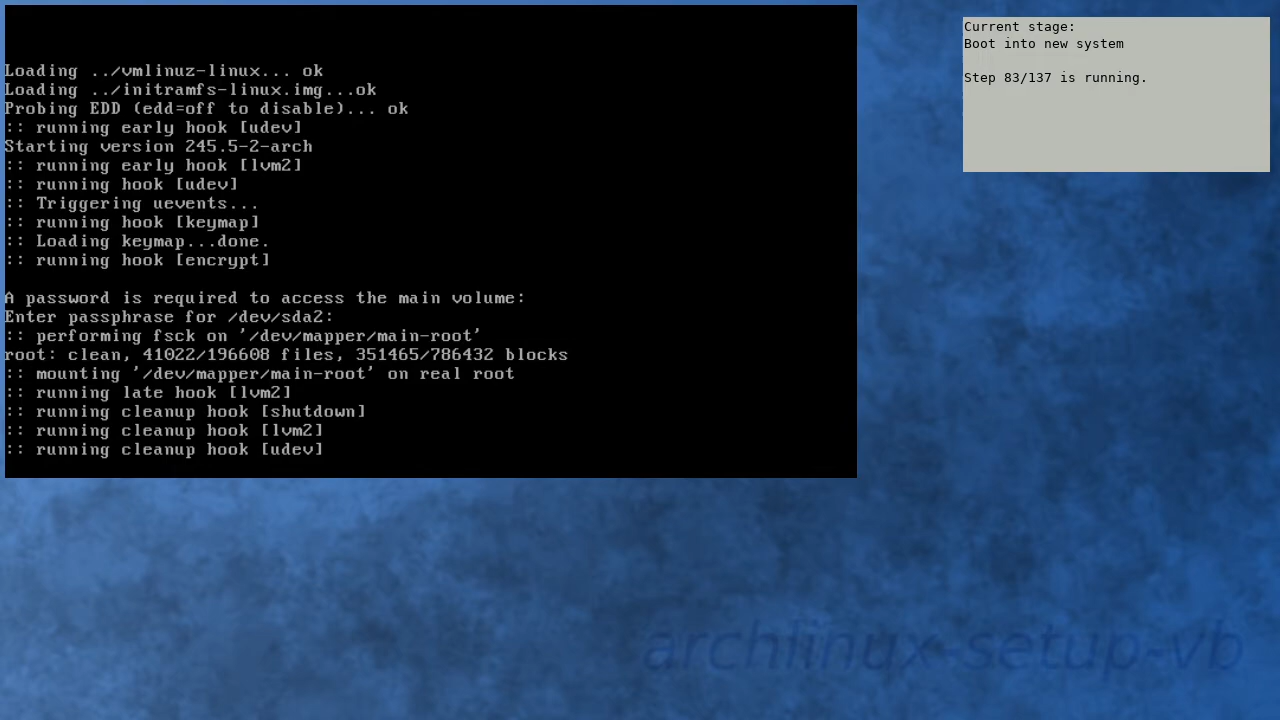 Loading ../vmlinuz-linux... ok
Loading ../initramfs-linux.img...ok
Probing EDD (edd=off to disable)... ok
:: running early hook [udev]
Starting version 245.5-2-arch
:: running early hook [lvm2]
:: running hook [udev]
:: Triggering uevents...
:: running hook [keymap]
:: Loading keymap...done.
:: running hook [encrypt]
A password is required to access the main volume:
Enter passphrase for /dev/sda2:
:: performing fsck on '/dev/mapper/main-root'
root: clean, 41022/196608 files, 351465/786432 blocks
:: mounting '/dev/mapper/main-root' on real root
:: running late hook [lvm2]
:: running cleanup hook [shutdown]
:: running cleanup hook [lvm2]
:: running cleanup hook [udev]
Current stage:
Boot into new system
Step 83/137 is running.
archlinux-setup-vb